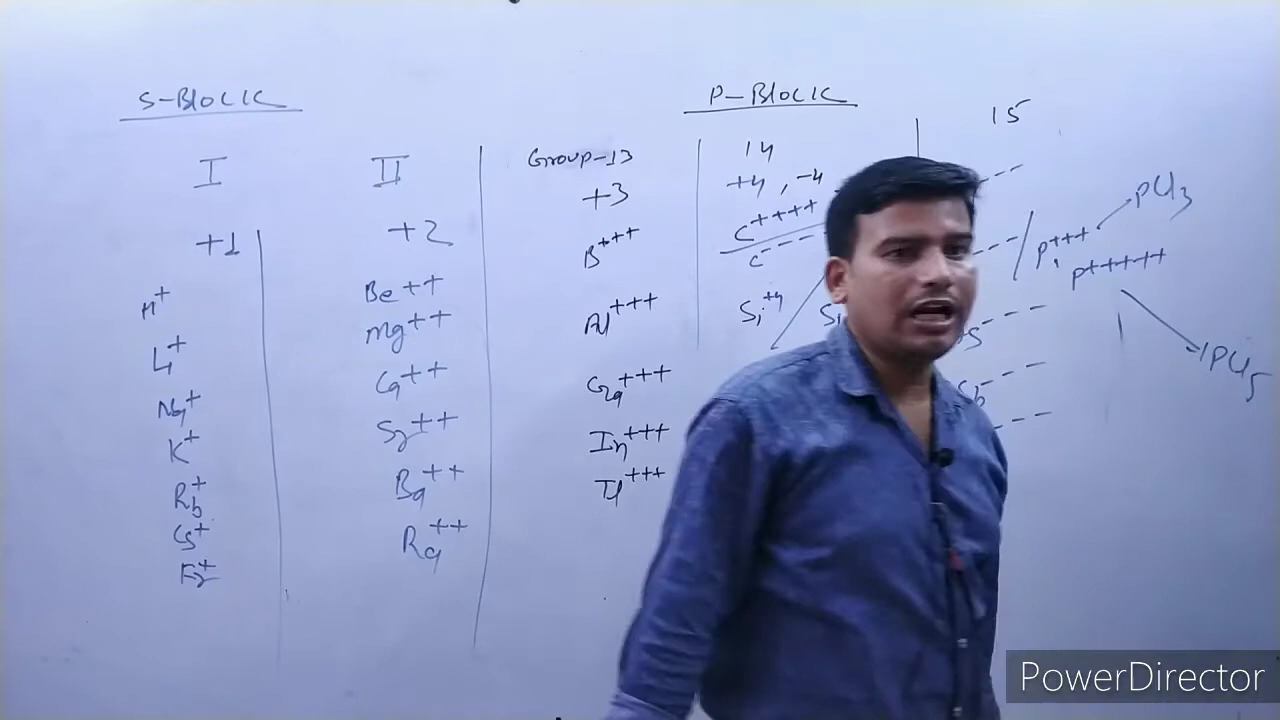 S-BLOCK
I
+1
H+
Li+
Na+
K+
Rb+
Cs+
Fr+
II
+2
Be++
Mg++
Ca++
Sr++
Ba++
Ra++
P-BLOCK
Group-13
+3
B+++
Al+++
Ga+++
In+++
Tl+++
14
+4, -4
C++++
C----
Si+4
Si
15
P+++
PCl3
P+++++
PCl5
PowerDirector